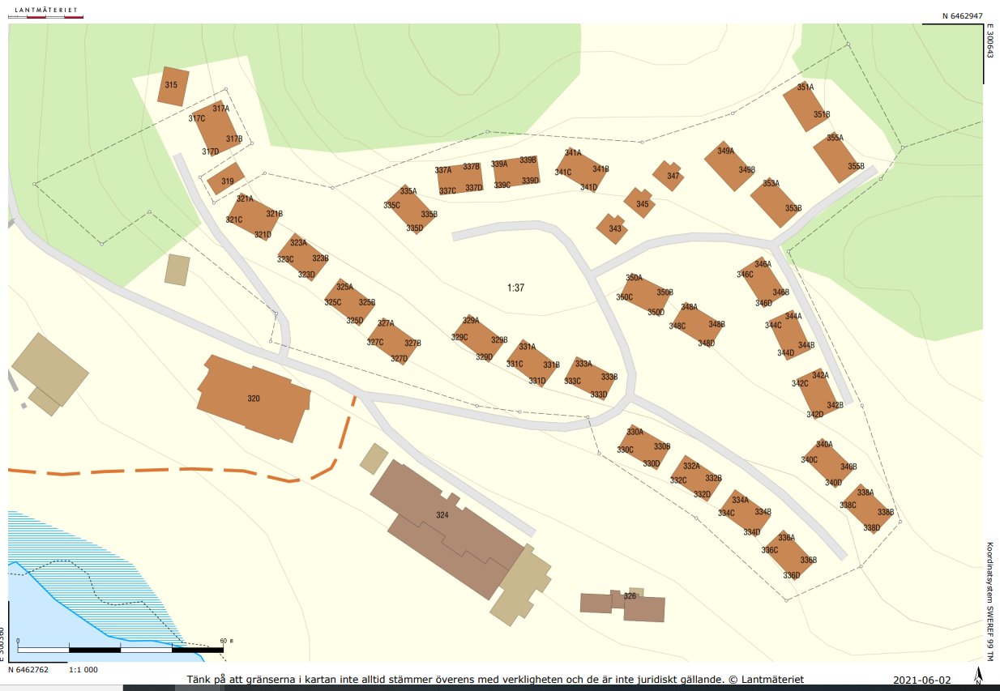 LANTMÄTERIET
N 6462947
E 300643
315
317A
317C
317B
317D
319
321A
321B
321C
321D
323A
323C
323B
323D
325A
325C
325B
325D
327A
327C
327B
327D
329A
329C
329B
329D
331A
331C
331B
331D
333A
333C
333B
333D
335A
335C
335B
335D
337A
337B
337C
337D
339A
339B
339C
339D
341A
341C
341B
341D
343
345
347
349A
349B
351A
351B
353A
353B
355A
355B
1:37
350A
350C
350B
350D
348A
348C
348B
348D
346A
346C
346B
346D
344A
344C
344B
344D
342A
342C
342B
342D
340A
340C
340B
340D
338A
338C
338B
338D
330A
330C
330B
330D
332A
332C
332B
332D
334A
334C
334B
334D
336A
336C
336B
336D
320
324
326
Koordinatsystem SWEREF 99 TM
0 60 m
N 6462762 1:1 000
Tänk på att gränserna i kartan inte alltid stämmer överens med verkligheten och de är inte juridiskt gällande. © Lantmäteriet
2021-06-02
N